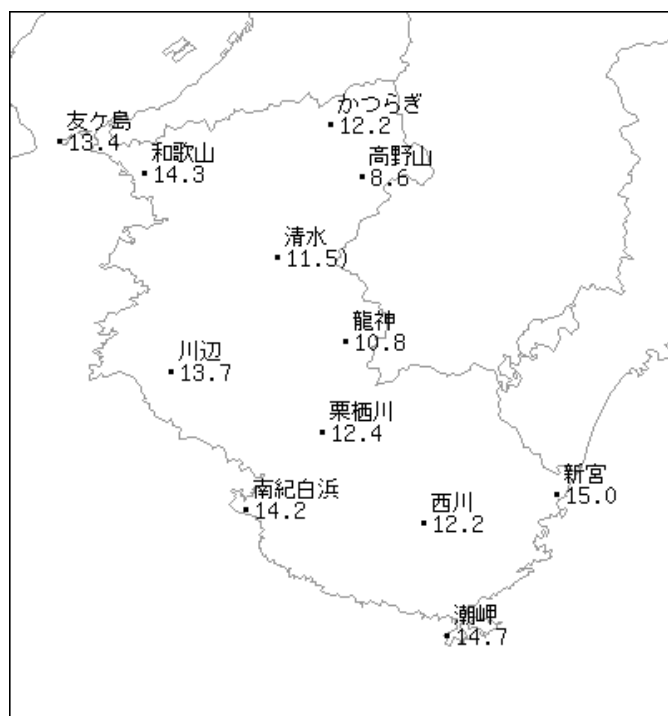 かつらぎ
12.2
友ケ島
13.4
和歌山
14.3
高野山
8.6
清水
11.5)
龍神
10.8
川辺
13.7
栗栖川
12.4
新宮
15.0
南紀白浜
14.2
西川
12.2
潮岬
14.7